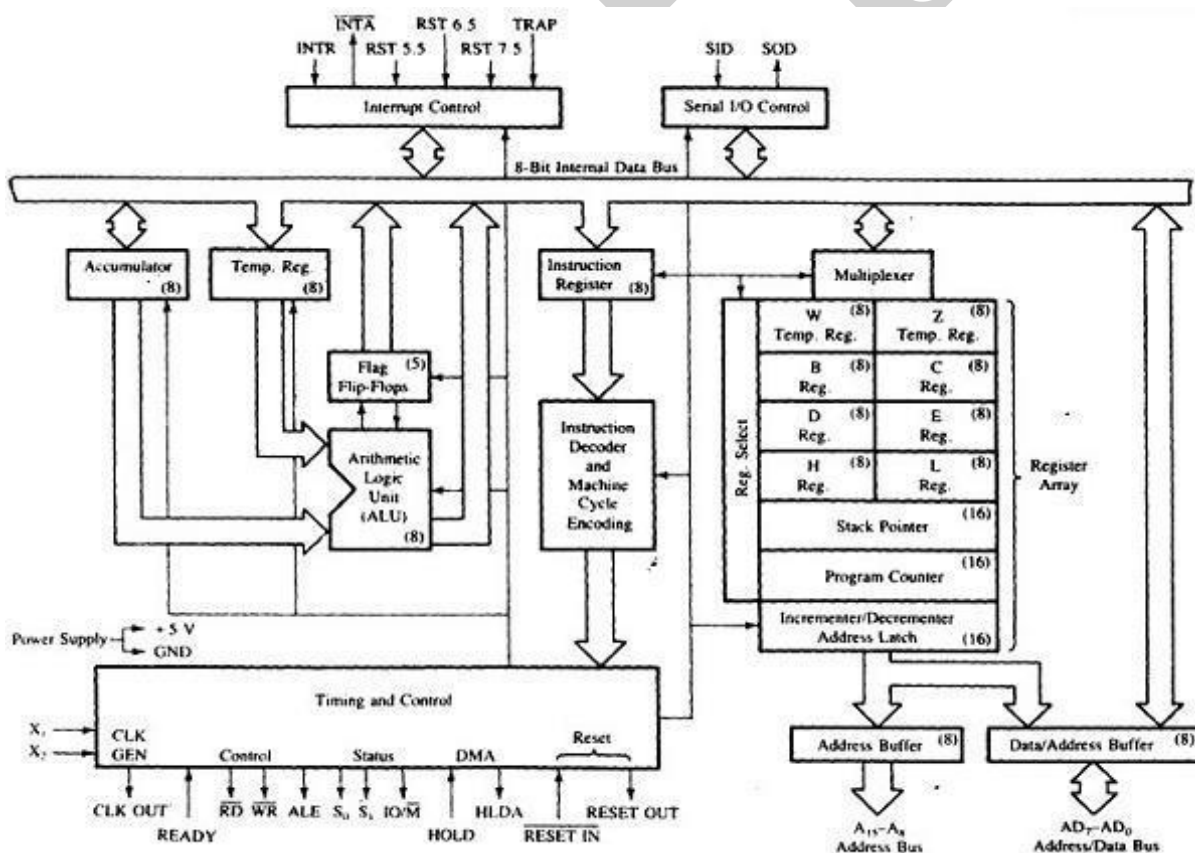 INTA
RST 6.5
TRAP
INTR
RST 5.5
RST 7.5
SID
SOD
Interrupt Control
Serial I/O Control
8-Bit Internal Data Bus
Accumulator
(8)
Temp. Reg.
(8)
Instruction
Register
(8)
Multiplexer
Flag
(5)
Flip-Flops
Arithmetic
Logic
Unit
(ALU)
(8)
Instruction
Decoder
and
Machine
Cycle
Encoding
Reg. Select
W
(8)
Temp. Reg.
Z
(8)
Temp. Reg.
B
(8)
Reg.
C
(8)
Reg.
D
(8)
Reg.
E
(8)
Reg.
H
(8)
Reg.
L
(8)
Reg.
Stack Pointer
(16)
Program Counter
(16)
Incrementer/Decrementer
Address Latch
(16)
Register
Array
Power Supply
+5 V
GND
Timing and Control
X₁
X₂
CLK
GEN
Control
Status
DMA
Reset
CLK OUT
READY
RD
WR
ALE
S₀
S₁
IO/M
HOLD
HLDA
RESET IN
RESET OUT
Address Buffer
(8)
Data/Address Buffer
(8)
A₁₅-A₈
Address Bus
AD₇-AD₀
Address/Data Bus